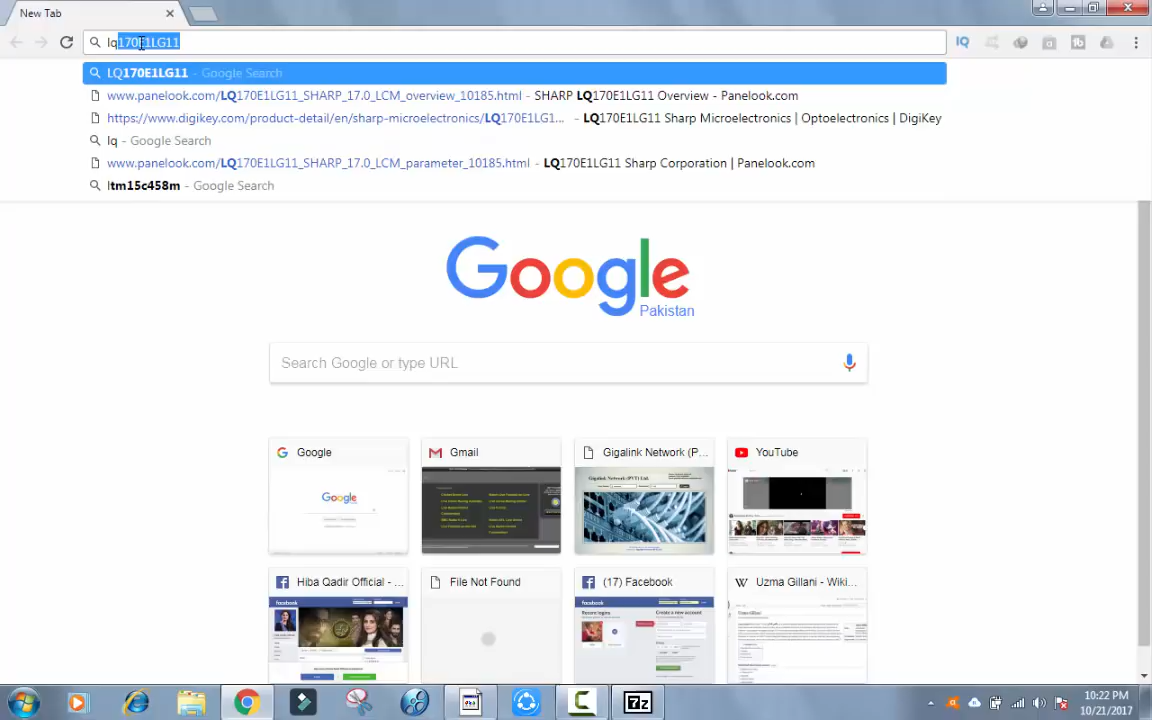 New Tab
lq170E1LG11
LQ170E1LG11 - Google Search
www.panelook.com/LQ170E1LG11_SHARP_17.0_LCM_overview_10185.html - SHARP LQ170E1LG11 Overview - Panelook.com
https://www.digikey.com/product-detail/en/sharp-microelectronics/LQ170E1LG1... - LQ170E1LG11 Sharp Microelectronics | Optoelectronics | DigiKey
lq - Google Search
www.panelook.com/LQ170E1LG11_SHARP_17.0_LCM_parameter_10185.html - LQ170E1LG11 Sharp Corporation | Panelook.com
ltm15c458m - Google Search
Google
Pakistan
Search Google or type URL
Google
Gmail
Gigalink Network (P...
YouTube
Hiba Qadir Official - ...
File Not Found
(17) Facebook
Uzma Gillani - Wiki...
10:22 PM
10/21/2017